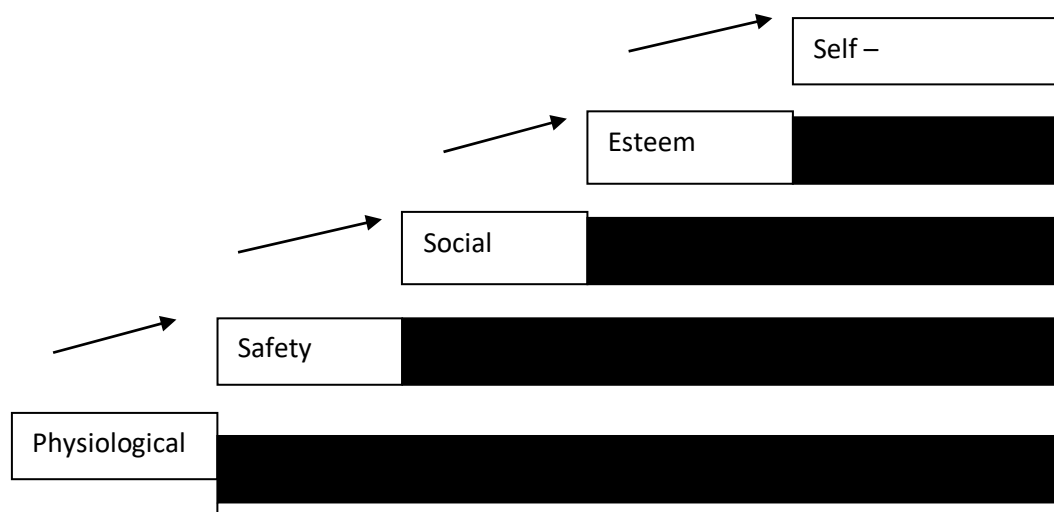 Self –
Esteem
Social
Safety
Physiological